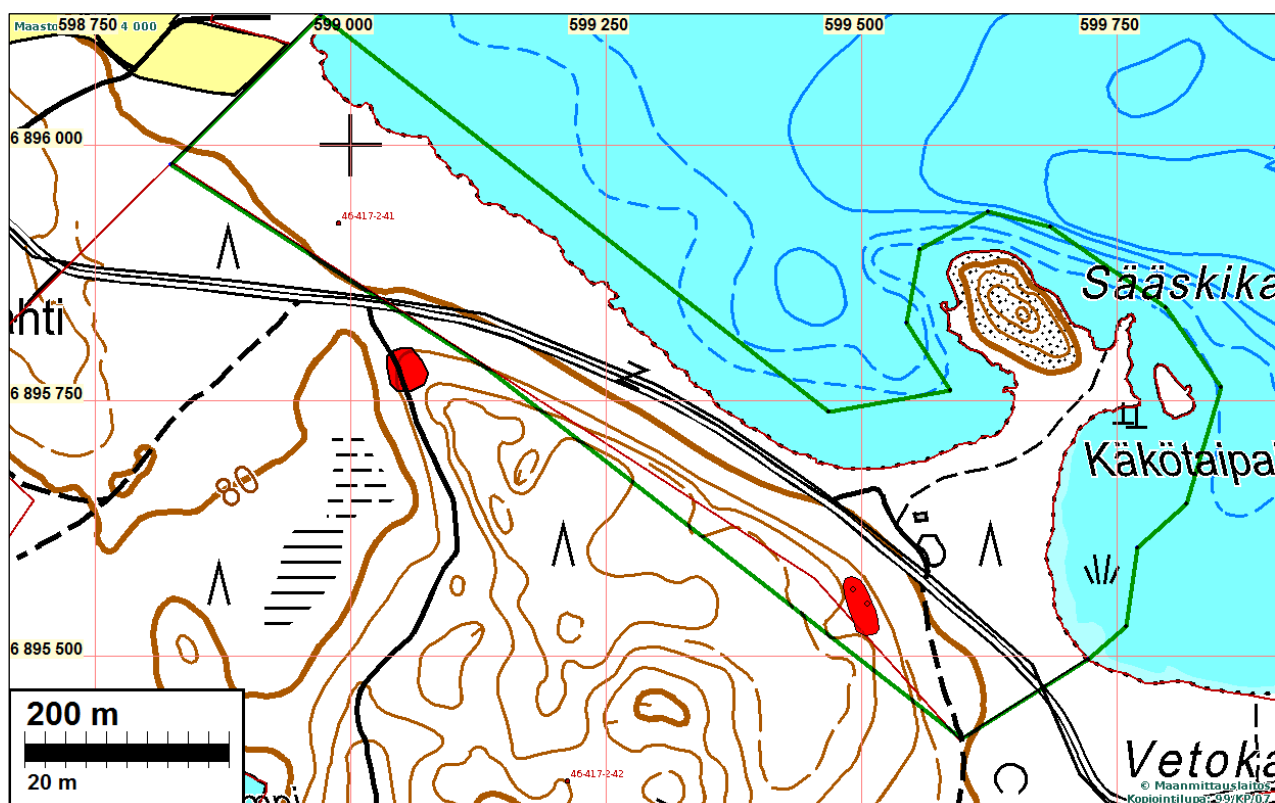 Maasto 4 000
598 750
599 000
599 250
599 500
599 750
6 896 000
46-417-2-41
Sääskika
hti
6 895 750
Käkötaipa
80
6 895 500
200 m
20 m
46-417-2-42
Vetoka
© Maanmittauslaitos
Kopiointilupa: 99/KP/07